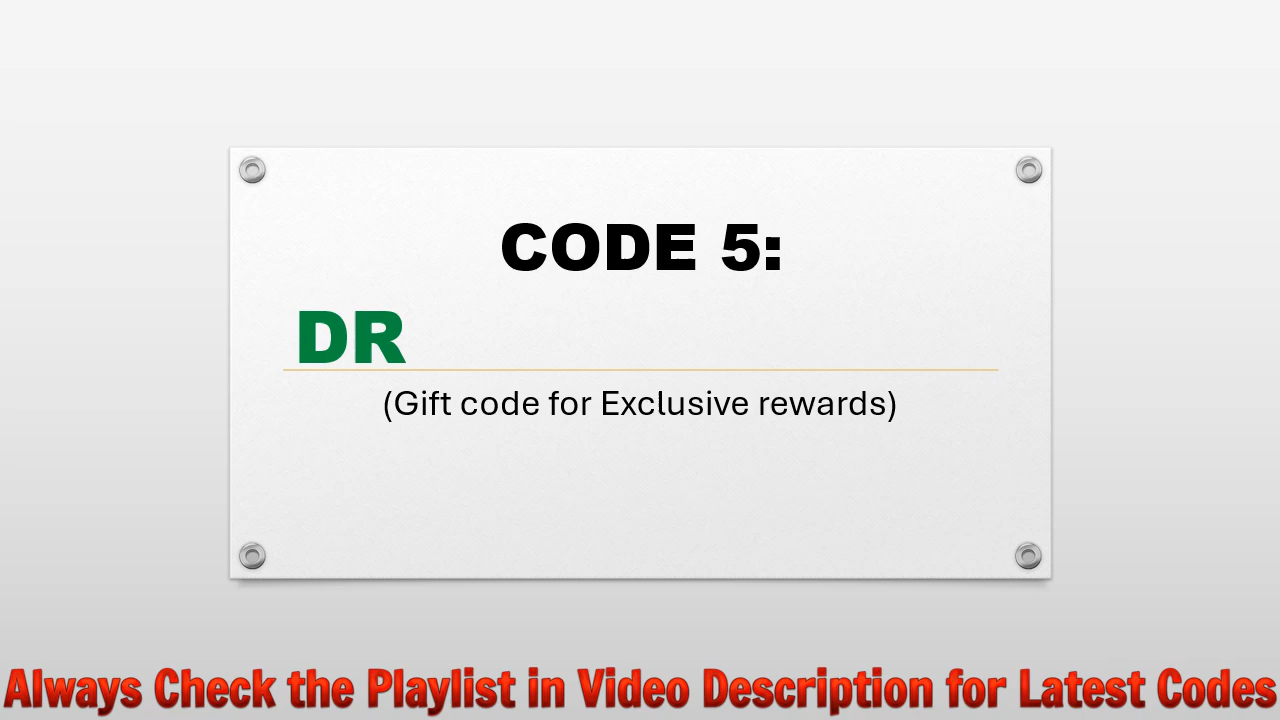 CODE 5:
DR
(Gift code for Exclusive rewards)
Always Check the Playlist in Video Description for Latest Codes